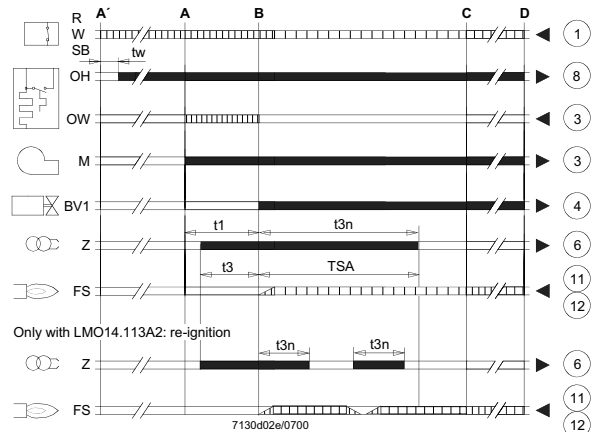 A´ A B C D
R
W 1
SB tw
OH 8
OW 3
M 3
BV1 4
t1 t3n
Z 6
t3 TSA
FS 11
12
Only with LMO14.113A2: re-ignition
t3n t3n
Z 6
FS 11
12
7130d02e/0700